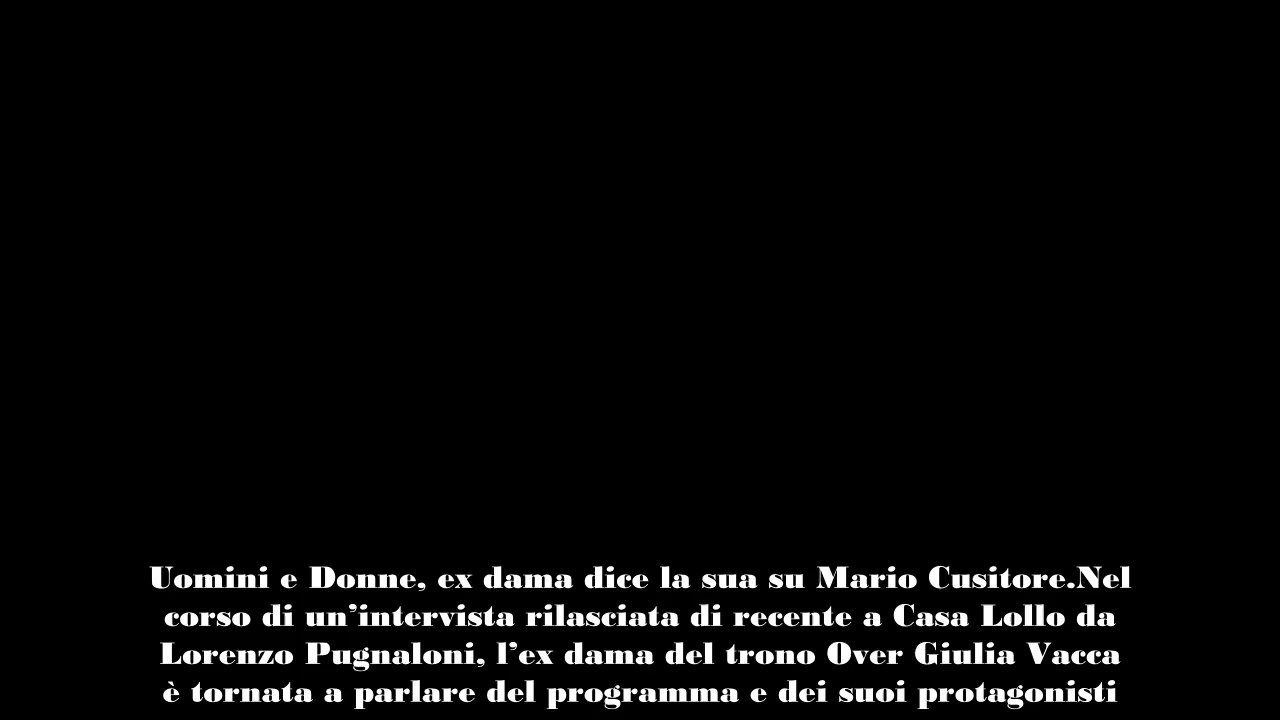 Uomini e Donne, ex dama dice la sua su Mario Cusitore.Nel
corso di un’intervista rilasciata di recente a Casa Lollo da
Lorenzo Pugnaloni, l’ex dama del trono Over Giulia Vacca
è tornata a parlare del programma e dei suoi protagonisti